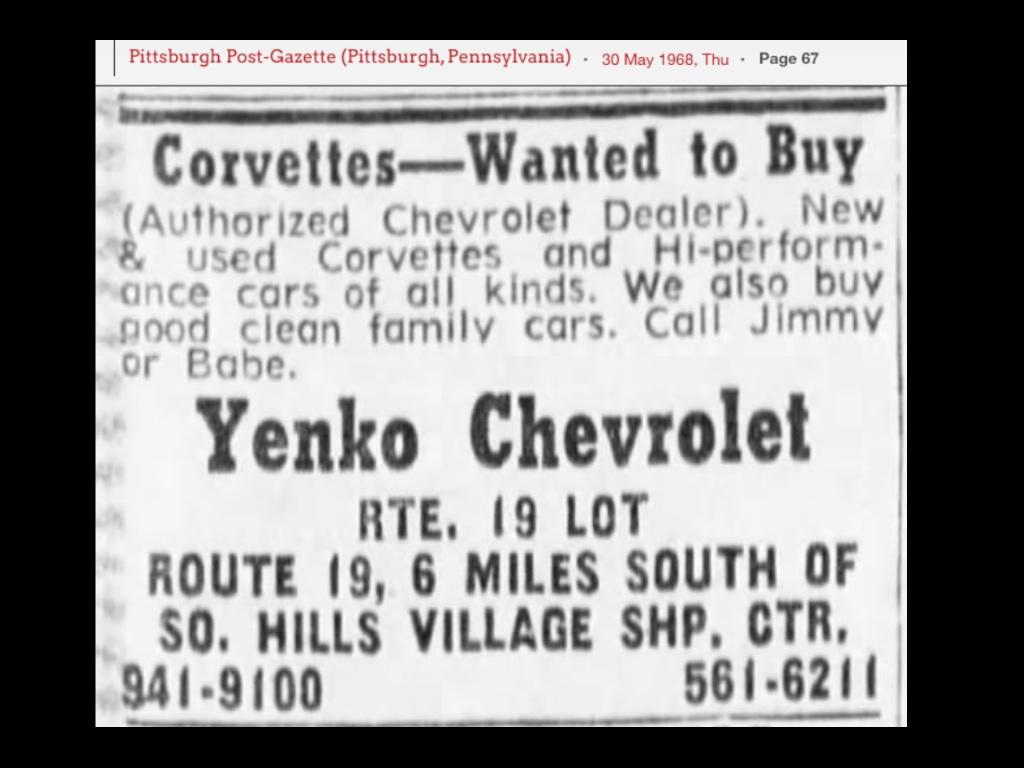 Pittsburgh Post-Gazette (Pittsburgh, Pennsylvania) · 30 May 1968, Thu · Page 67
Corvettes—Wanted to Buy
(Authorized Chevrolet Dealer). New
& used Corvettes and Hi-perform-
ance cars of all kinds. We also buy
good clean family cars. Call Jimmy
or Babe.
Yenko Chevrolet
RTE. 19 LOT
ROUTE 19, 6 MILES SOUTH OF
SO. HILLS VILLAGE SHP. CTR.
941-9100 561-6211